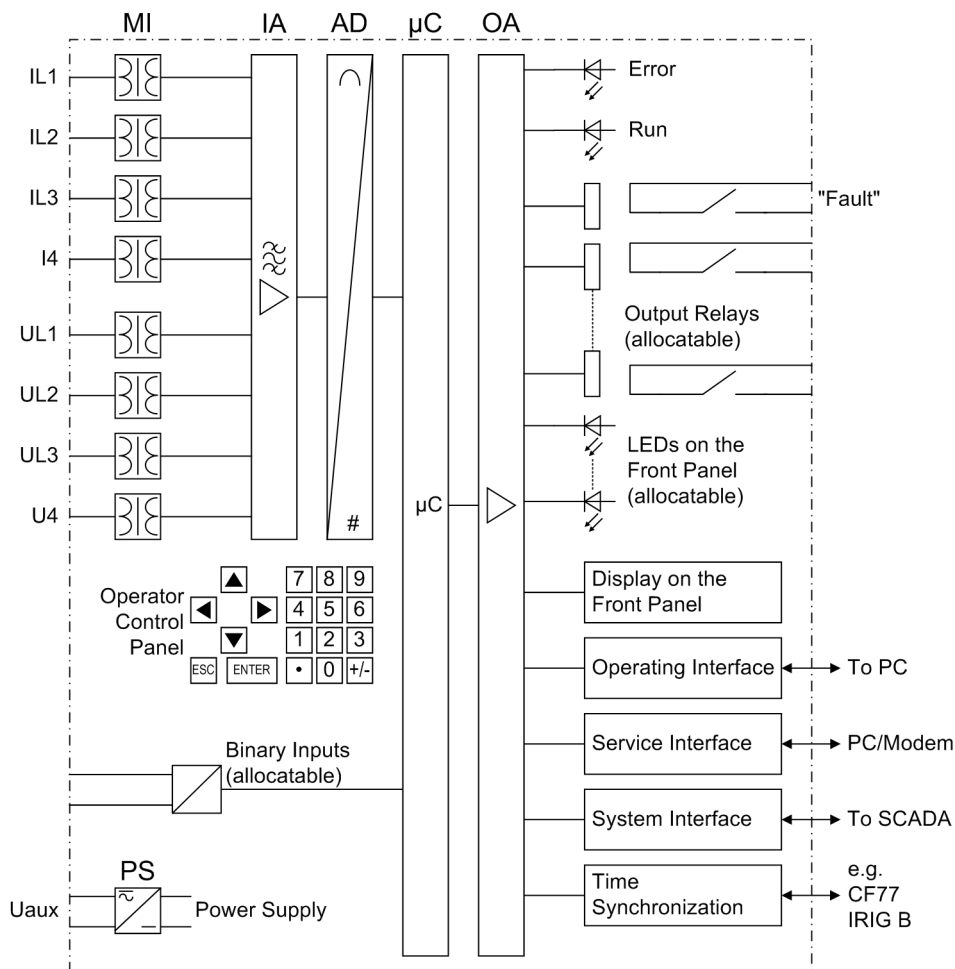 MI IA AD µC OA
IL1
Error
IL2
Run
IL3
"Fault"
I4
UL1
Output Relays
(allocatable)
UL2
UL3
LEDs on the
Front Panel
(allocatable)
U4
#
µC
Operator
Control
Panel
7 8 9
4 5 6
1 2 3
ESC ENTER • 0 +/-
Display on the
Front Panel
Operating Interface
To PC
Binary Inputs
(allocatable)
Service Interface
PC/Modem
System Interface
To SCADA
PS
Uaux
Power Supply
Time
Synchronization
e.g.
CF77
IRIG B